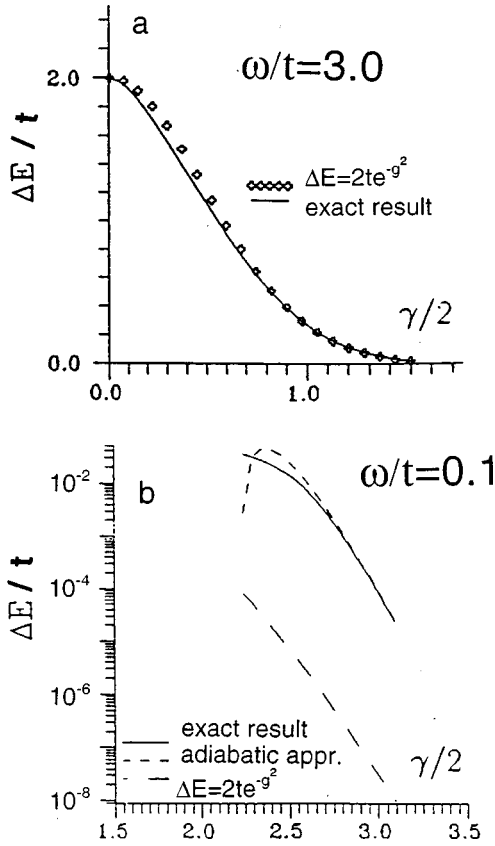 a
ω/t=3.0
2.0
ΔE / t
ΔE=2te^-g²
exact result
γ/2
0.0
0.0
1.0
b
ω/t=0.1
10^-2
10^-4
ΔE / t
10^-6
exact result
adiabatic appr.
γ/2
ΔE=2te^-g²
10^-8
1.5
2.0
2.5
3.0
3.5